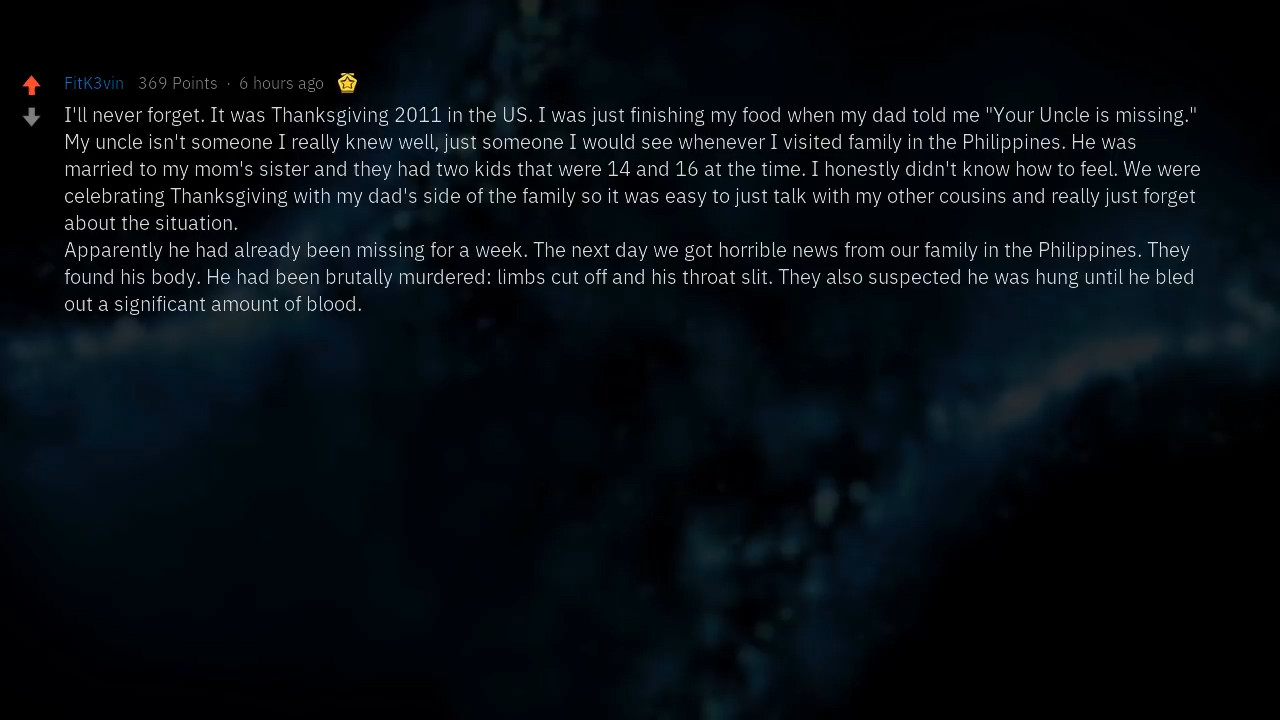 FitK3vin 369 Points · 6 hours ago
I'll never forget. It was Thanksgiving 2011 in the US. I was just finishing my food when my dad told me "Your Uncle is missing."
My uncle isn't someone I really knew well, just someone I would see whenever I visited family in the Philippines. He was
married to my mom's sister and they had two kids that were 14 and 16 at the time. I honestly didn't know how to feel. We were
celebrating Thanksgiving with my dad's side of the family so it was easy to just talk with my other cousins and really just forget
about the situation.
Apparently he had already been missing for a week. The next day we got horrible news from our family in the Philippines. They
found his body. He had been brutally murdered: limbs cut off and his throat slit. They also suspected he was hung until he bled
out a significant amount of blood.